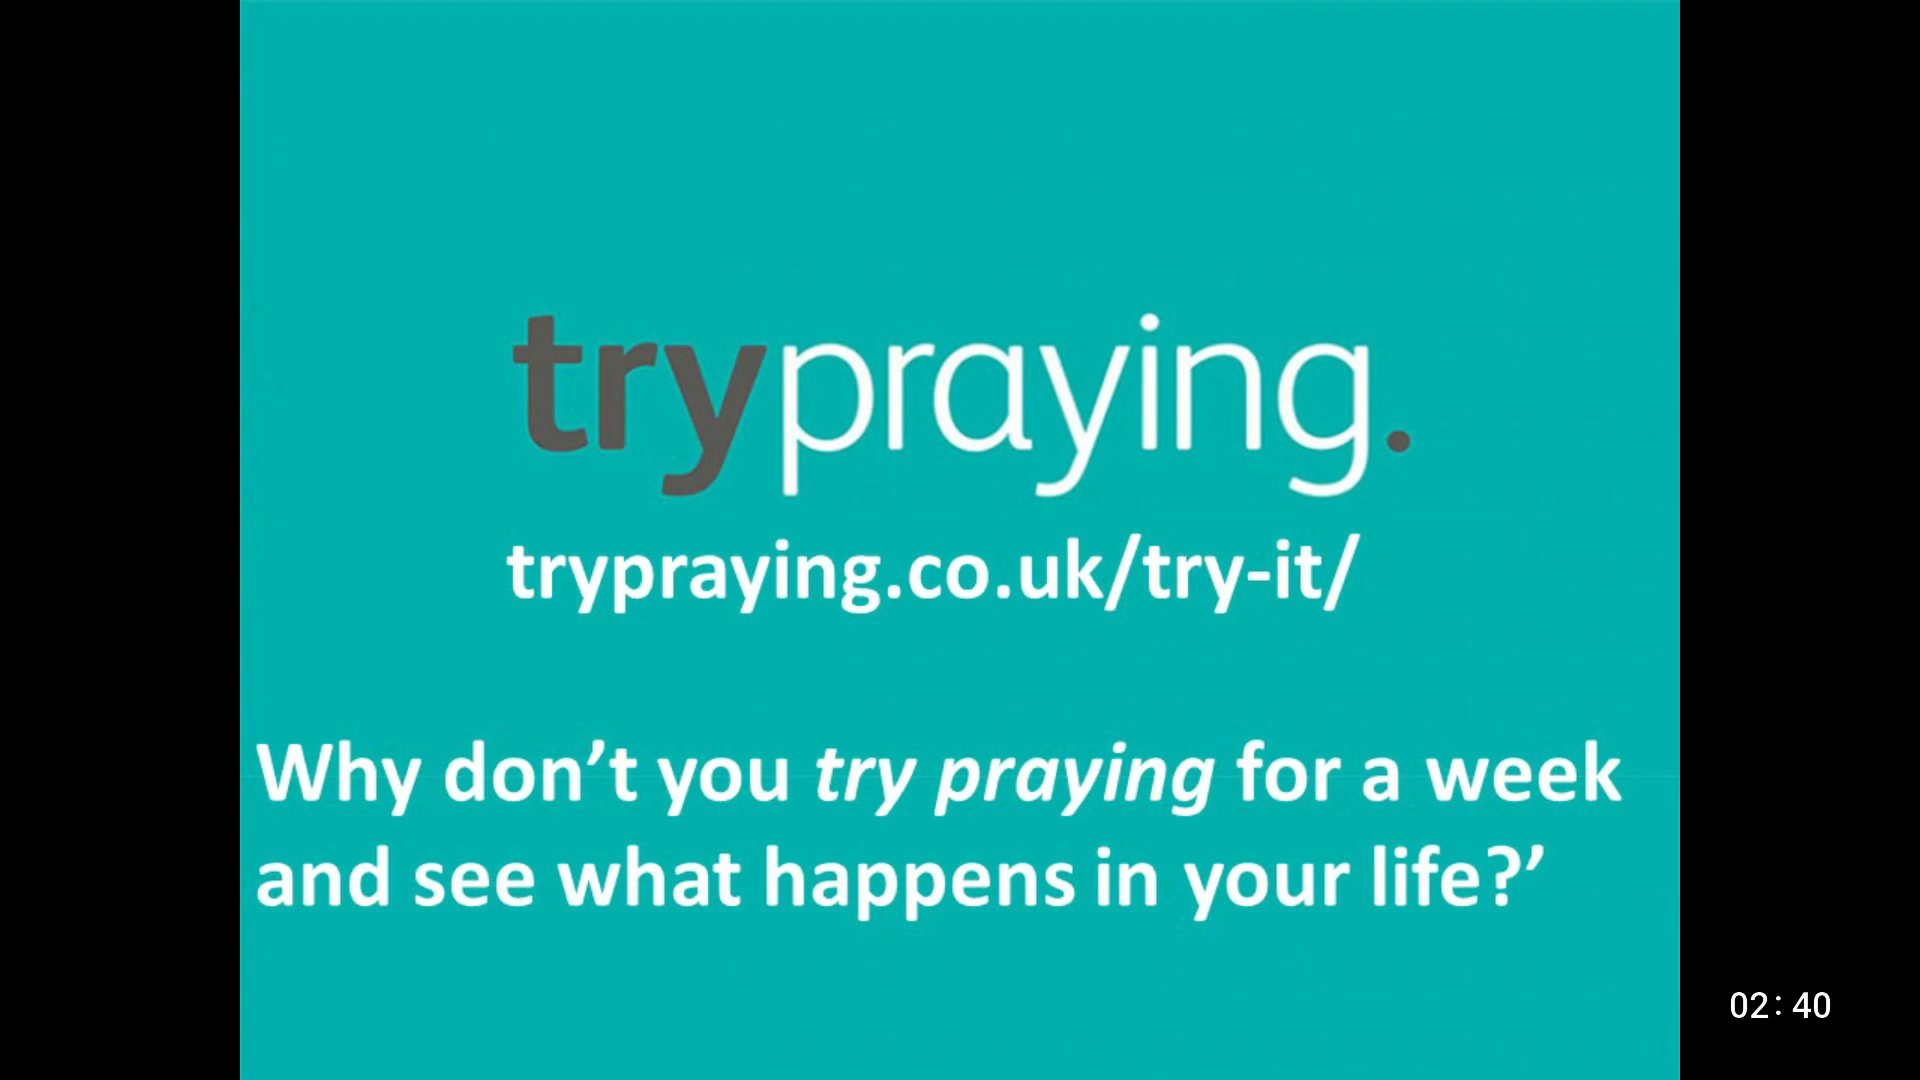 trypraying.
trypraying.co.uk/try-it/
Why don’t you try praying for a week
and see what happens in your life?’
02:40